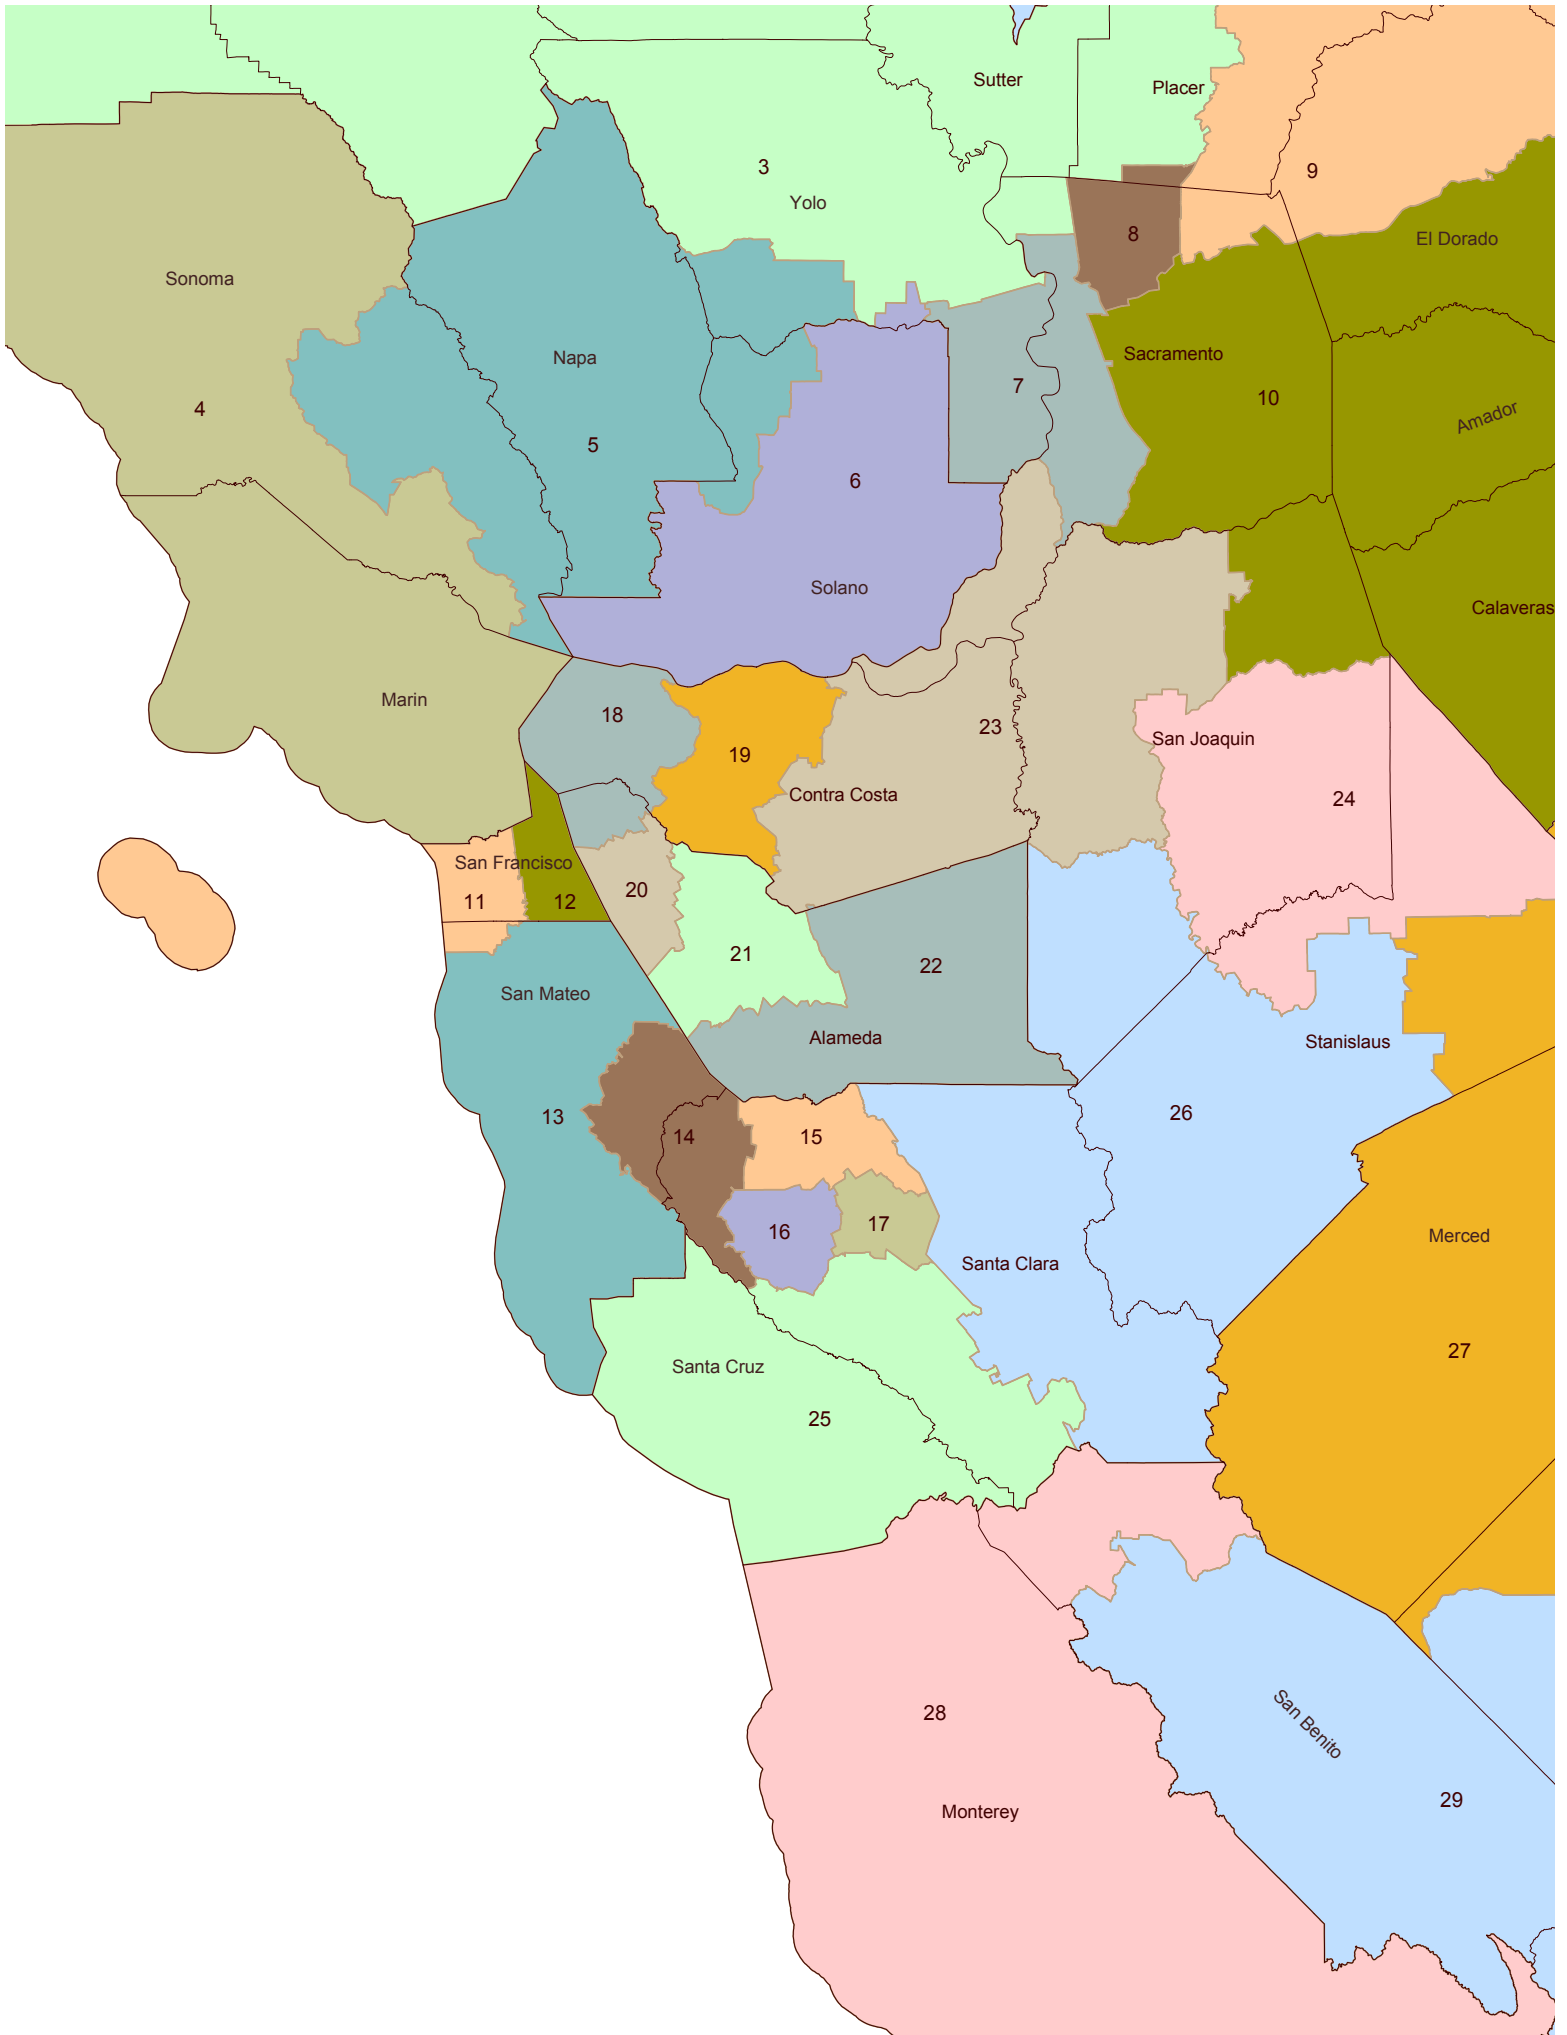 Sutter
Placer
3
9
Yolo
8
El Dorado
Sonoma
Napa
Sacramento
7
10
4
Amador
5
6
Solano
Calaveras
Marin
18
23
San Joaquin
19
Contra Costa
24
San Francisco
20
11
12
21
22
San Mateo
Alameda
Stanislaus
13
26
14
15
17
16
Merced
Santa Clara
27
Santa Cruz
25
28
San Benito
29
Monterey